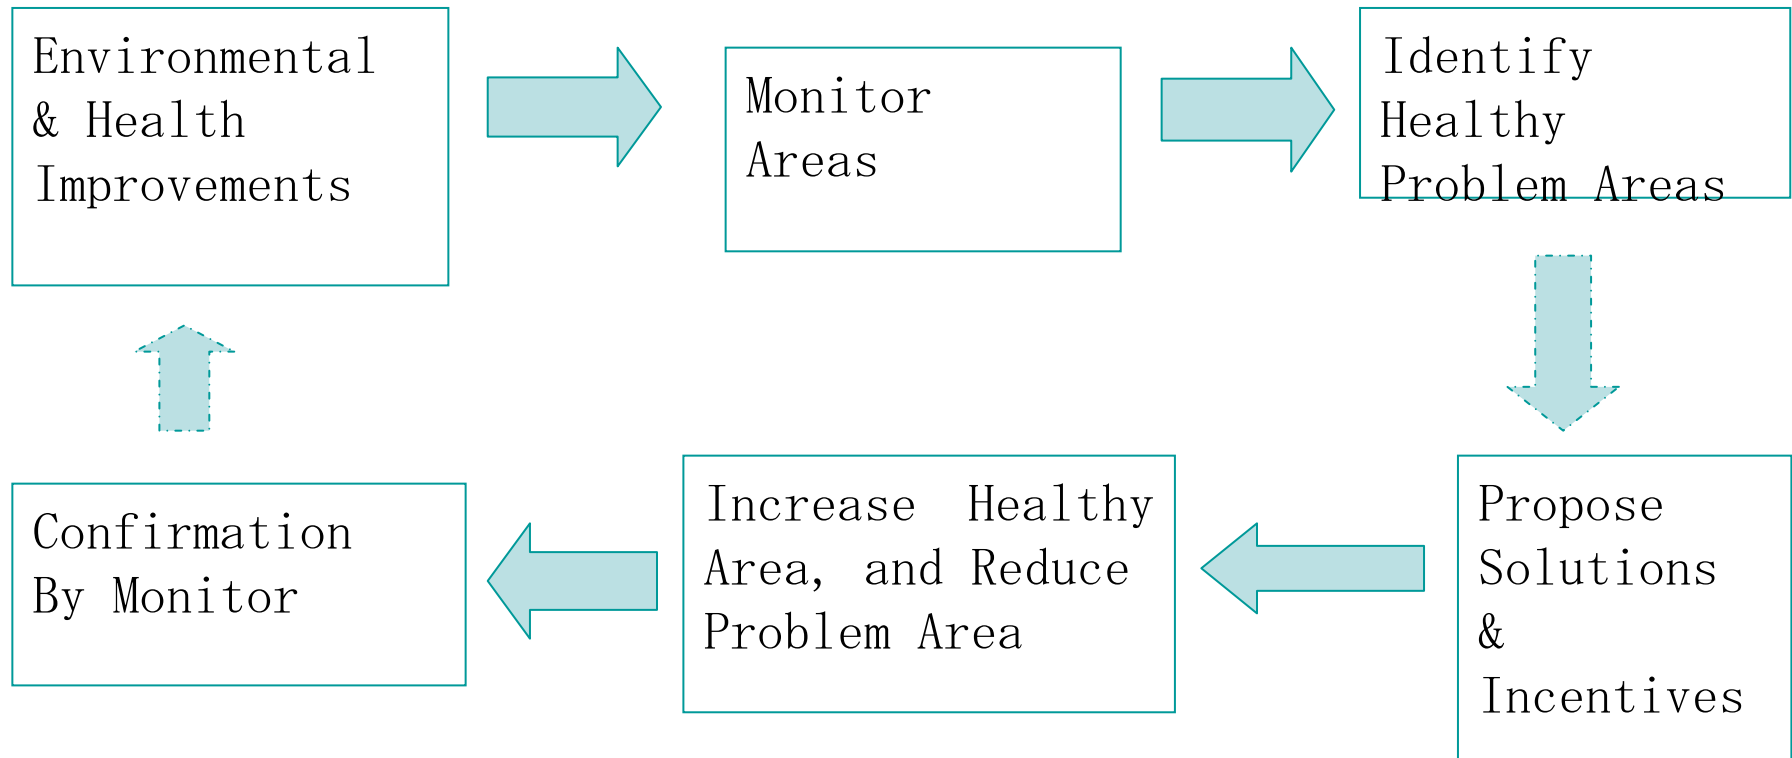 Environmental
& Health
Improvements
Monitor
Areas
Identify
Healthy
Problem Areas
Propose
Solutions
&
Incentives
Increase Healthy
Area, and Reduce
Problem Area
Confirmation
By Monitor